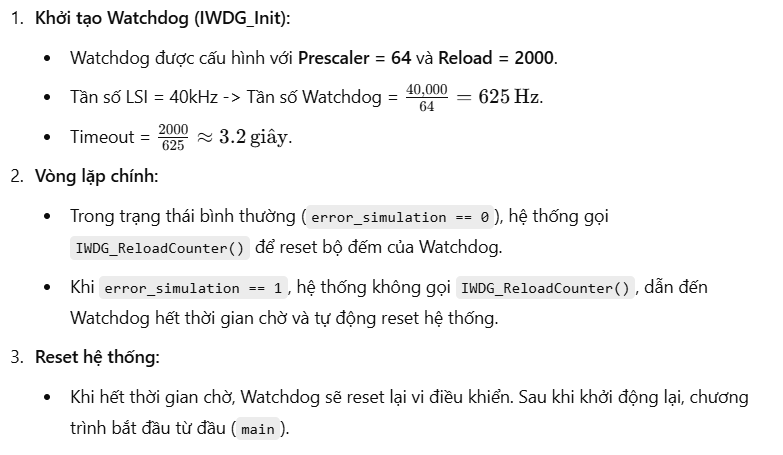 1. Khởi tạo Watchdog (IWDG_Init):
• Watchdog được cấu hình với Prescaler = 64 và Reload = 2000.
• Tần số LSI = 40kHz -> Tần số Watchdog = 40,000/64 = 625 Hz.
• Timeout = 2000/625 ≈ 3.2 giây.
2. Vòng lặp chính:
• Trong trạng thái bình thường (error_simulation == 0), hệ thống gọi
IWDG_ReloadCounter() để reset bộ đếm của Watchdog.
• Khi error_simulation == 1, hệ thống không gọi IWDG_ReloadCounter(), dẫn đến
Watchdog hết thời gian chờ và tự động reset hệ thống.
3. Reset hệ thống:
• Khi hết thời gian chờ, Watchdog sẽ reset lại vi điều khiển. Sau khi khởi động lại, chương
trình bắt đầu từ đầu (main).